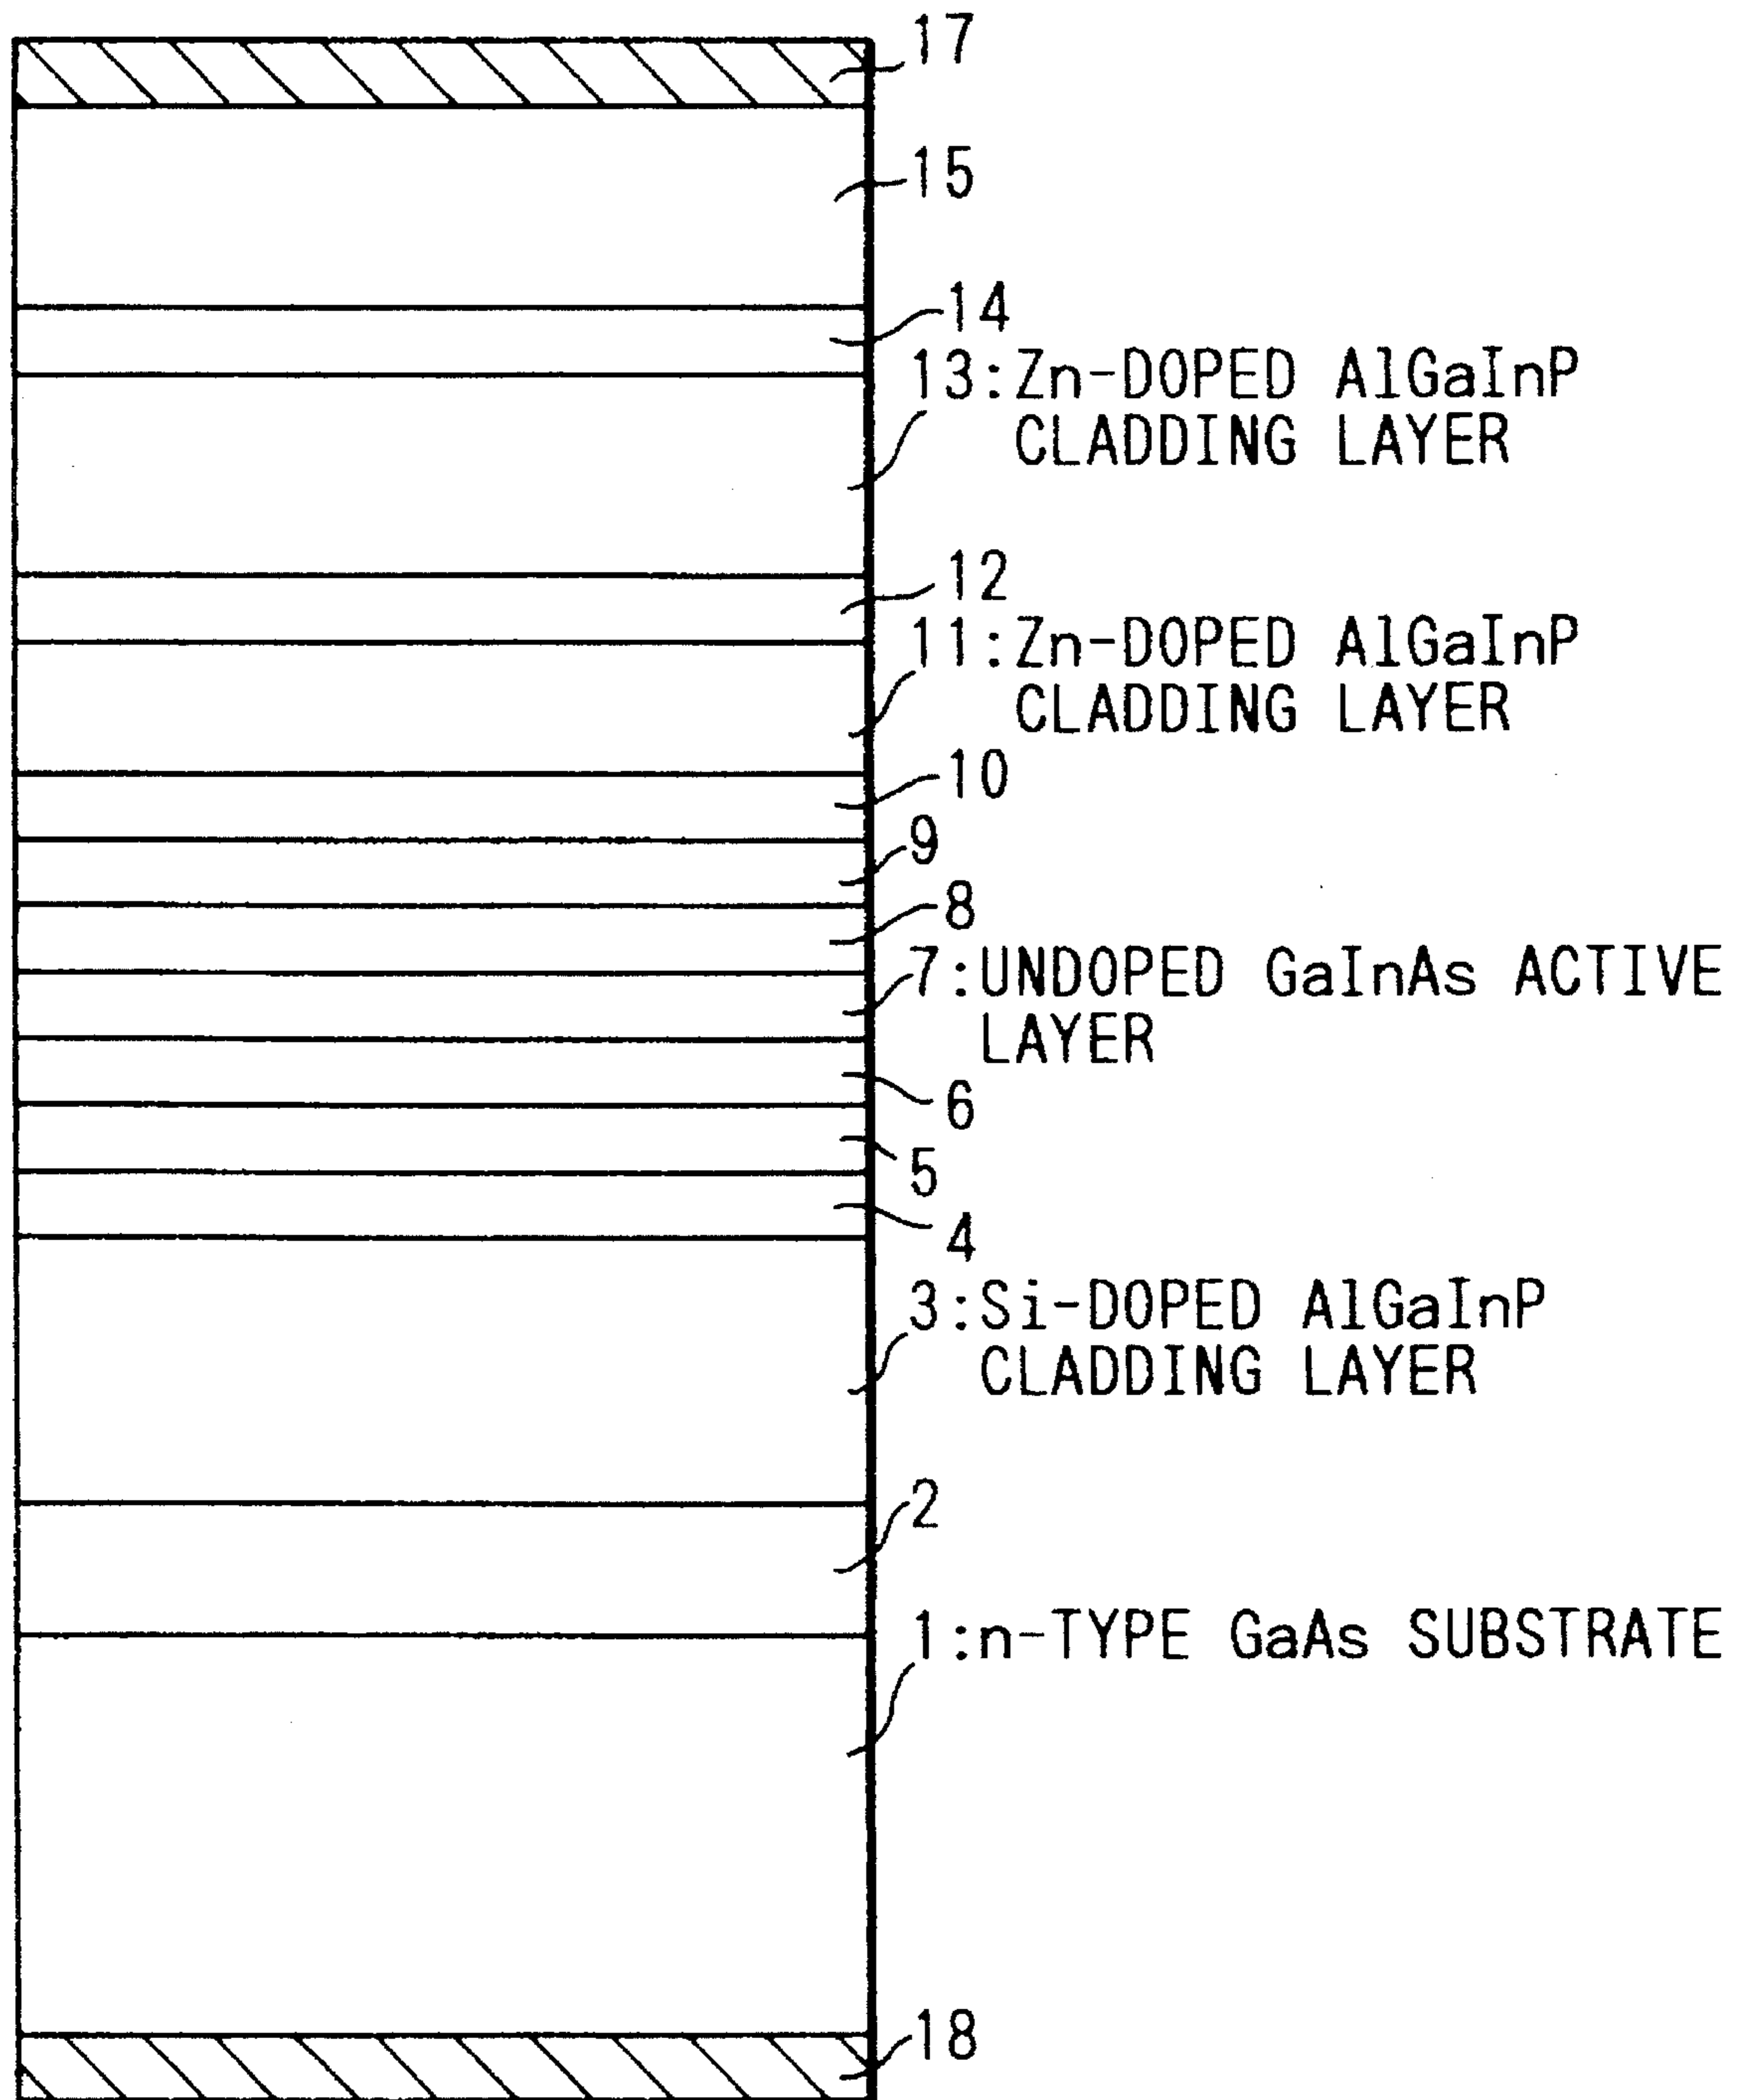 17
15
14
13:Zn-DOPED AlGaInP
CLADDING LAYER
12
11:Zn-DOPED AlGaInP
CLADDING LAYER
10
9
8
7:UNDOPED GaInAs ACTIVE
LAYER
6
5
4
3:Si-DOPED AlGaInP
CLADDING LAYER
2
1:n-TYPE GaAs SUBSTRATE
18